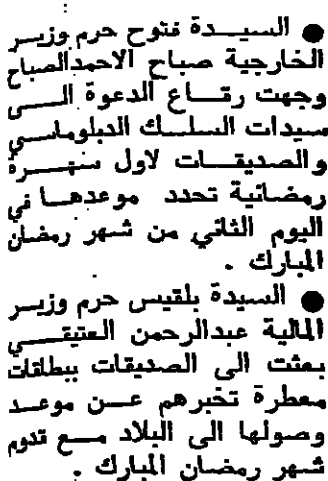 ● السيدة فتوح حرم وزير
الخارجية صباح الاحمد الصباح
وجهت رقاع الدعوة الى
سيدات السلك الدبلوماسي
والصديقات لاول سهرة
رمضانية تحدد موعدها في
اليوم الثاني من شهر رمضان
المبارك .
● السيدة بلقيس حرم وزير
المالية عبدالرحمن العتيقي
بعثت الى الصديقات ببطاقات
معطرة تخبرهم عن موعد
وصولها الى البلاد مع قدوم
شهر رمضان المبارك .